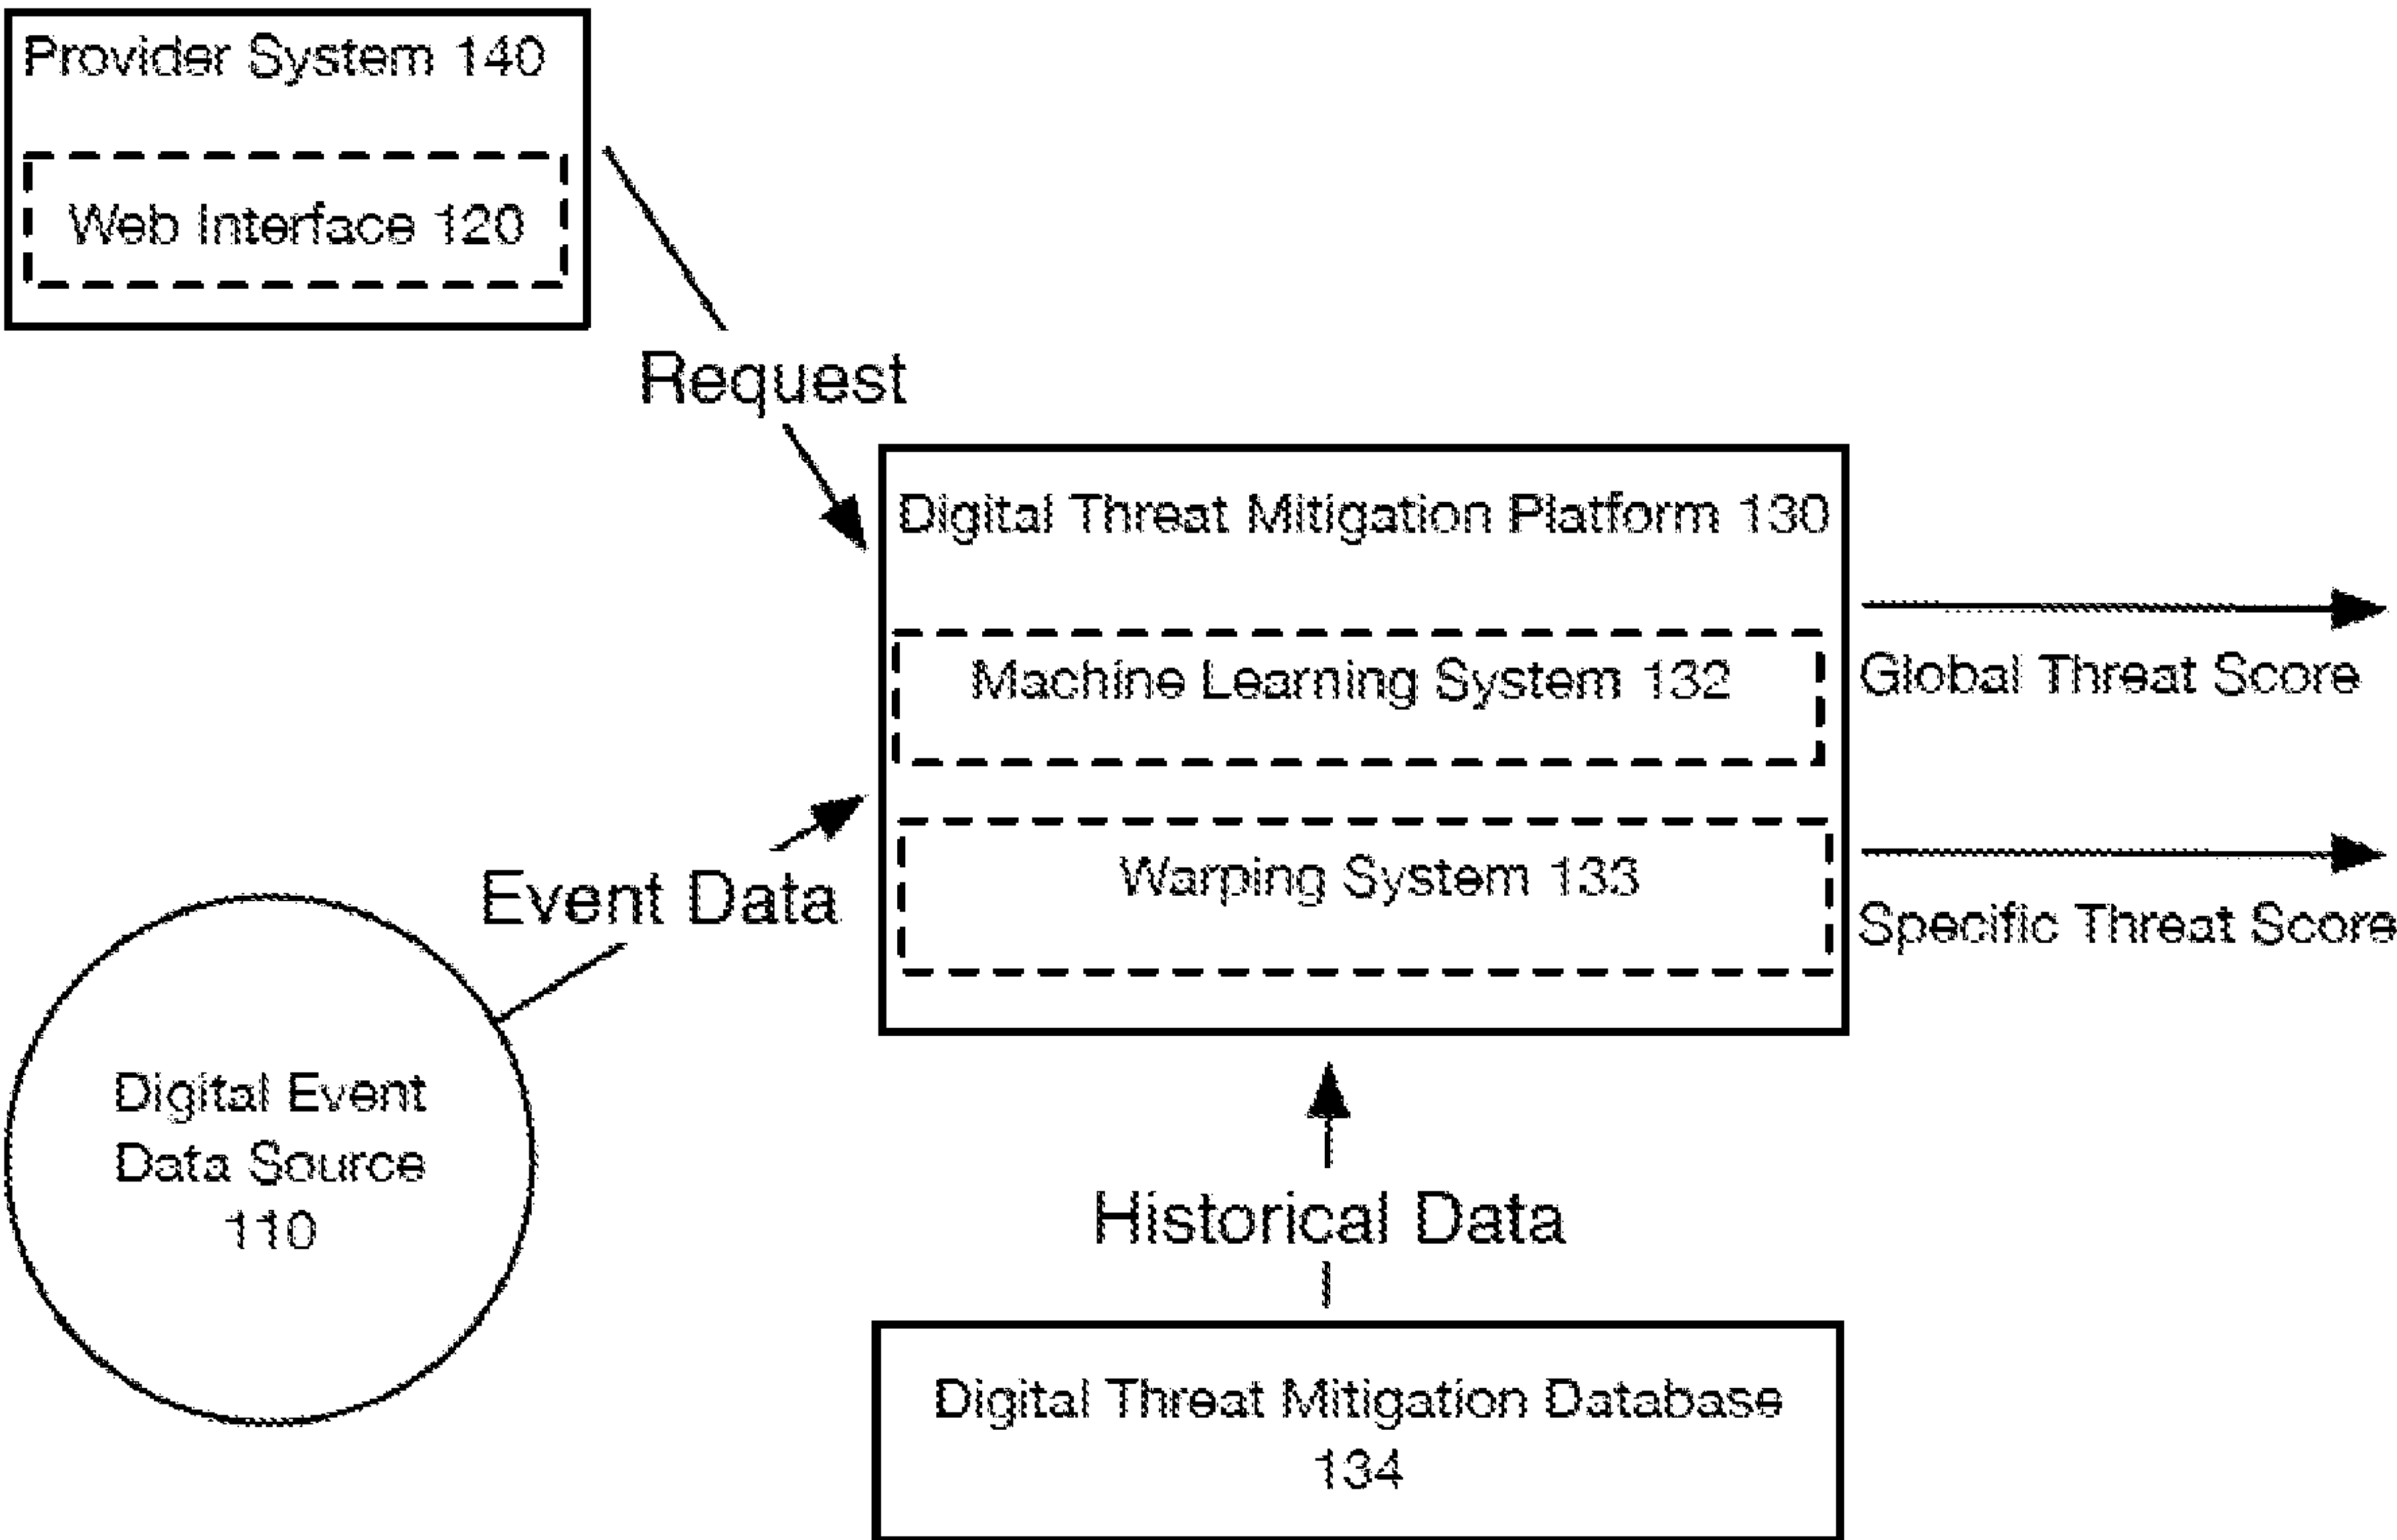 Provider System 140
Web Interface 120
Request
Digital Threat Mitigation Platform 130
Machine Learning System 132
Global Threat Score
Warping System 133
Specific Threat Score
Event Data
Digital Event
Data Source
110
Historical Data
Digital Threat Mitigation Database
134